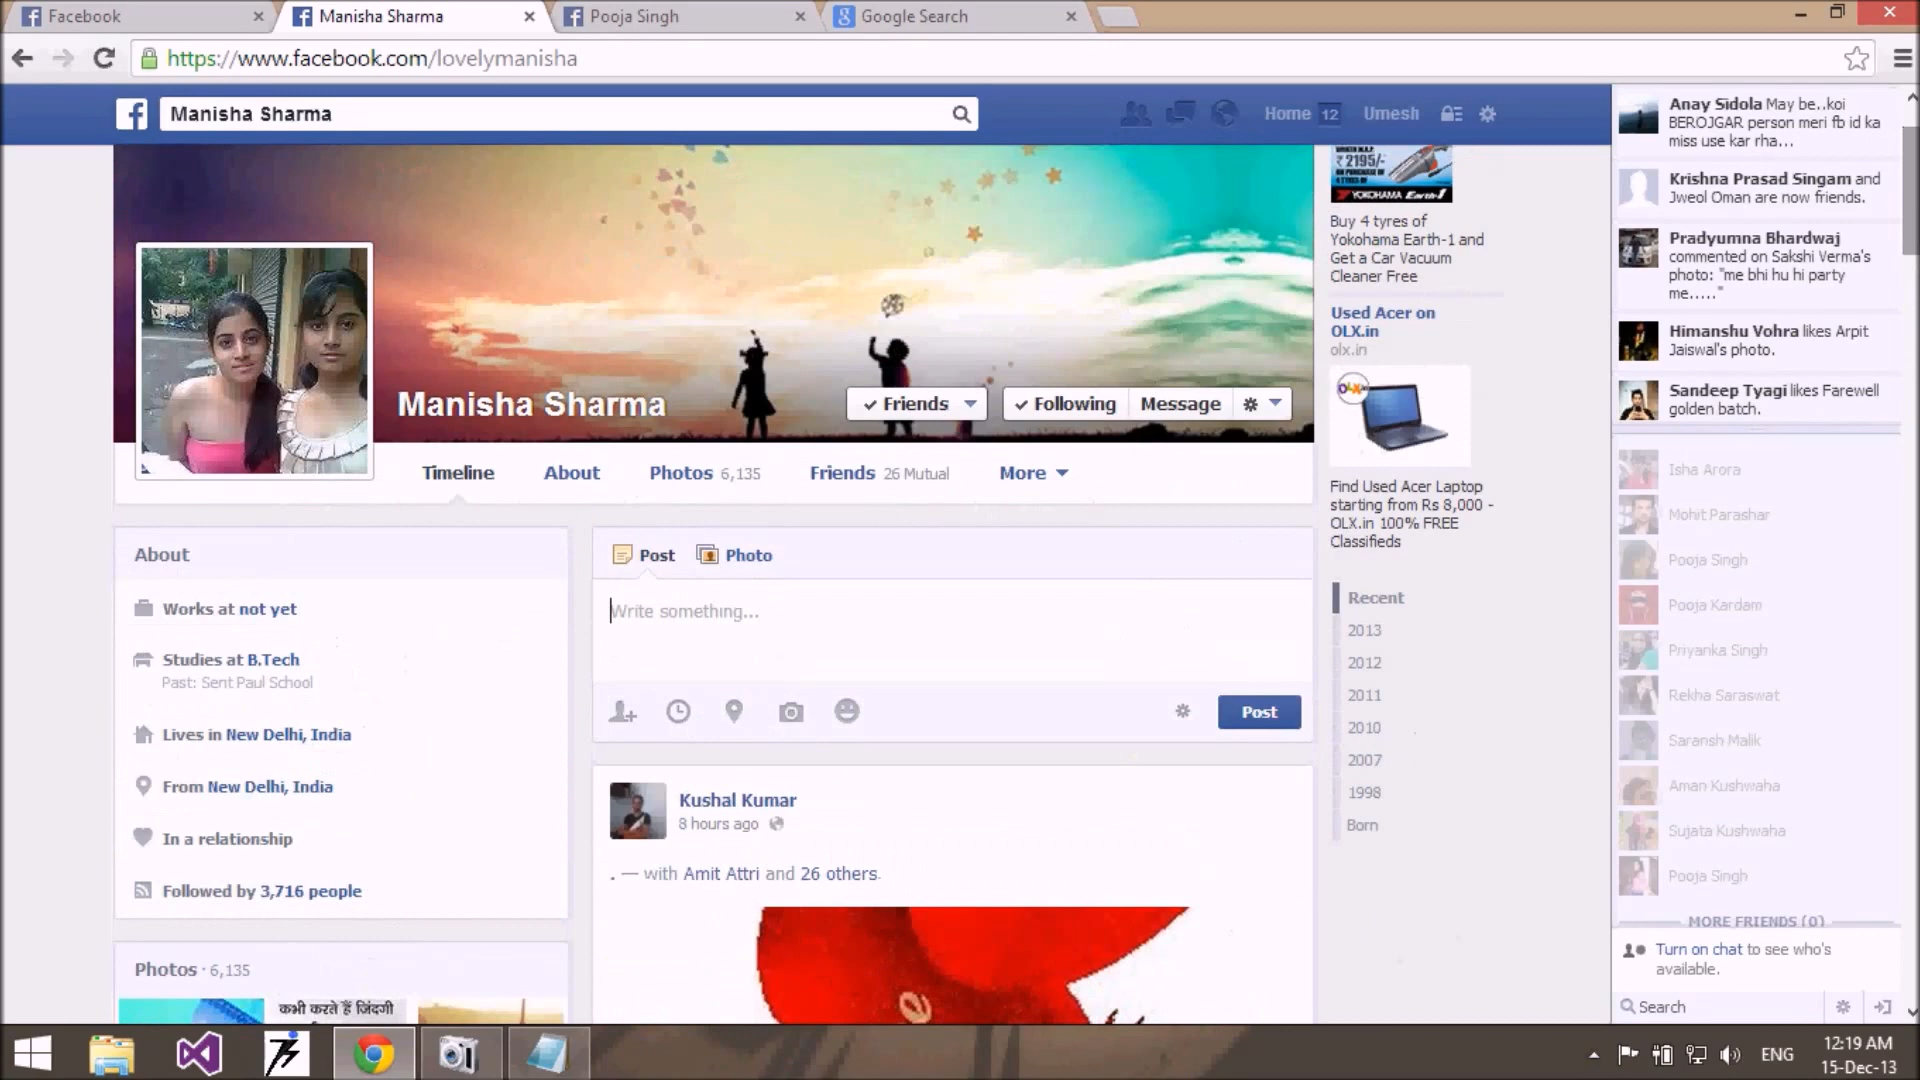 Facebook
Manisha Sharma
Pooja Singh
Google Search
https://www.facebook.com/lovelymanisha
Manisha Sharma
Home 12
Umesh
Manisha Sharma
Friends
Following
Message
Timeline
About
Photos 6,135
Friends 26 Mutual
More
About
Works at not yet
Studies at B.Tech
Past: Sent Paul School
Lives in New Delhi, India
From New Delhi, India
In a relationship
Followed by 3,716 people
Photos · 6,135
कभी करते हैं जिंदगी
Post
Photo
Write something...
Post
Kushal Kumar
8 hours ago
. — with Amit Attri and 26 others.
₹ 2195/-
YOKOHAMA Earth-1
Buy 4 tyres of
Yokohama Earth-1 and
Get a Car Vacuum
Cleaner Free
Used Acer on
OLX.in
olx.in
OLX
Find Used Acer Laptop
starting from Rs 8,000 -
OLX.in 100% FREE
Classifieds
Recent
2013
2012
2011
2010
2007
1998
Born
Anay Sidola May be..koi
BEROJGAR person meri fb id ka
miss use kar rha...
Krishna Prasad Singam and
Jweol Oman are now friends.
Pradyumna Bhardwaj
commented on Sakshi Verma's
photo: "me bhi hu hi party
me....."
Himanshu Vohra likes Arpit
Jaiswal's photo.
Sandeep Tyagi likes Farewell
golden batch.
Isha Arora
Mohit Parashar
Pooja Singh
Pooja Kardam
Priyanka Singh
Rekha Saraswat
Saransh Malik
Aman Kushwaha
Sujata Kushwaha
Pooja Singh
MORE FRIENDS (0)
Turn on chat to see who's
available.
Search
ENG
12:19 AM
15-Dec-13